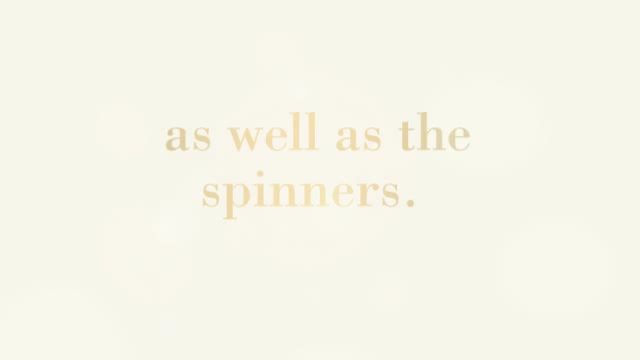 as well as the
spinners.